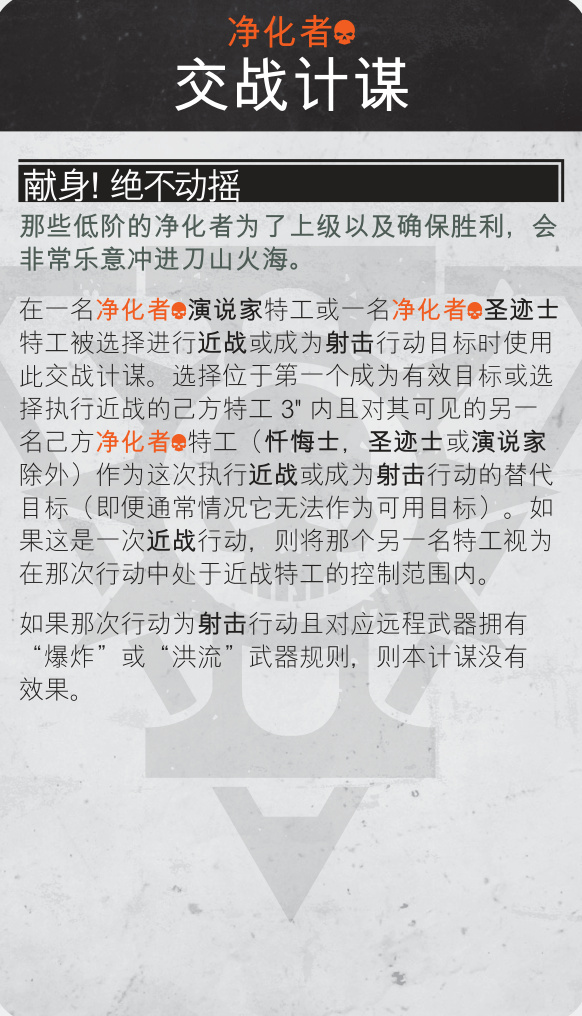 净化者
交战计谋
献身！绝不动摇
那些低阶的净化者为了上级以及确保胜利，会
非常乐意冲进刀山火海。
在一名净化者演说家特工或一名净化者圣迹士
特工被选择进行近战或成为射击行动目标时使用
此交战计谋。选择位于第一个成为有效目标或选
择执行近战的己方特工 3" 内且对其可见的另一
名己方净化者特工（忏悔士，圣迹士或演说家
除外）作为这次执行近战或成为射击行动的替代
目标（即便通常情况它无法作为可用目标）。如
果这是一次近战行动，则将那个另一名特工视为
在那次行动中处于近战特工的控制范围内。
如果那次行动为射击行动且对应远程武器拥有
“爆炸”或“洪流”武器规则，则本计谋没有
效果。